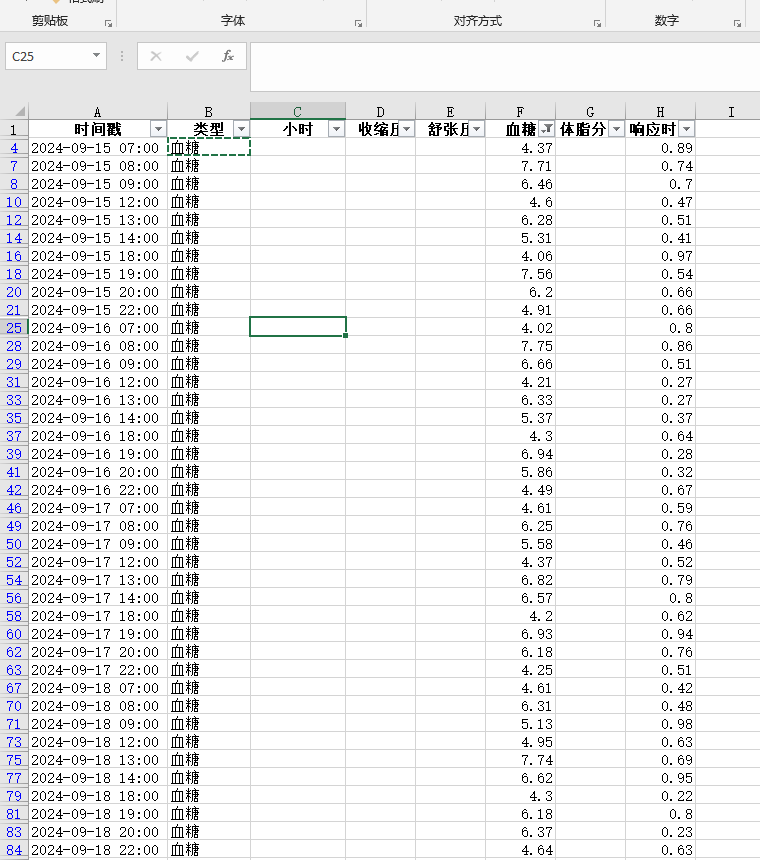 剪贴板 字体 对齐方式 数字
C25 fx
A B C D E F G H I
1 时间戳 类型 小时 收缩压 舒张压 血糖 体脂分 响应时
4 2024-09-15 07:00 血糖 4.37 0.89
7 2024-09-15 08:00 血糖 7.71 0.74
8 2024-09-15 09:00 血糖 6.46 0.7
10 2024-09-15 12:00 血糖 4.6 0.47
12 2024-09-15 13:00 血糖 6.28 0.51
14 2024-09-15 14:00 血糖 5.31 0.41
16 2024-09-15 18:00 血糖 4.06 0.97
18 2024-09-15 19:00 血糖 7.56 0.54
20 2024-09-15 20:00 血糖 6.2 0.66
21 2024-09-15 22:00 血糖 4.91 0.66
25 2024-09-16 07:00 血糖 4.02 0.8
28 2024-09-16 08:00 血糖 7.75 0.86
29 2024-09-16 09:00 血糖 6.66 0.51
31 2024-09-16 12:00 血糖 4.21 0.27
33 2024-09-16 13:00 血糖 6.33 0.27
35 2024-09-16 14:00 血糖 5.37 0.37
37 2024-09-16 18:00 血糖 4.3 0.64
39 2024-09-16 19:00 血糖 6.94 0.28
41 2024-09-16 20:00 血糖 5.86 0.32
42 2024-09-16 22:00 血糖 4.49 0.67
46 2024-09-17 07:00 血糖 4.61 0.59
49 2024-09-17 08:00 血糖 6.25 0.76
50 2024-09-17 09:00 血糖 5.58 0.46
52 2024-09-17 12:00 血糖 4.37 0.52
54 2024-09-17 13:00 血糖 6.82 0.79
56 2024-09-17 14:00 血糖 6.57 0.8
58 2024-09-17 18:00 血糖 4.2 0.62
60 2024-09-17 19:00 血糖 6.93 0.94
62 2024-09-17 20:00 血糖 6.18 0.76
63 2024-09-17 22:00 血糖 4.25 0.51
67 2024-09-18 07:00 血糖 4.61 0.42
70 2024-09-18 08:00 血糖 6.31 0.48
71 2024-09-18 09:00 血糖 5.13 0.98
73 2024-09-18 12:00 血糖 4.95 0.63
75 2024-09-18 13:00 血糖 7.74 0.69
77 2024-09-18 14:00 血糖 6.62 0.95
79 2024-09-18 18:00 血糖 4.3 0.22
81 2024-09-18 19:00 血糖 6.18 0.8
83 2024-09-18 20:00 血糖 6.37 0.23
84 2024-09-18 22:00 血糖 4.64 0.63